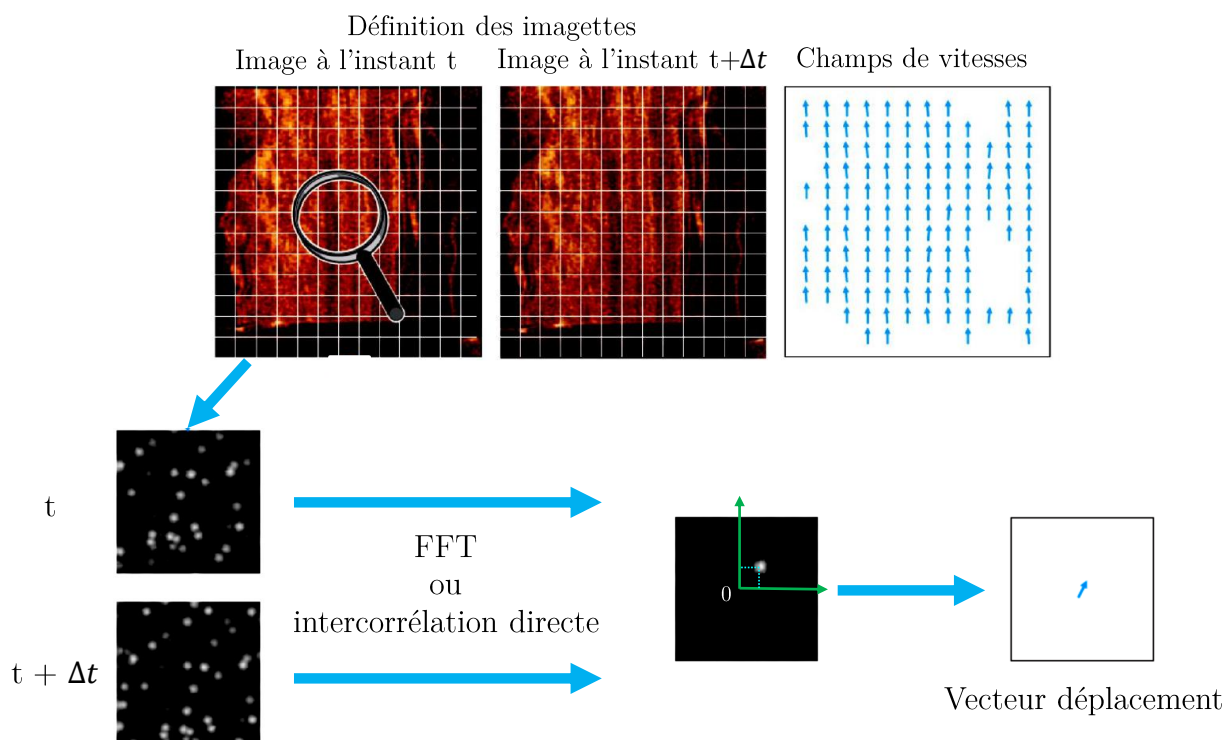 Définition des imagettes
Image à l'instant t
Image à l'instant t+Δt
Champs de vitesses
t
FFT
ou
intercorrélation directe
t + Δt
0
Vecteur déplacement